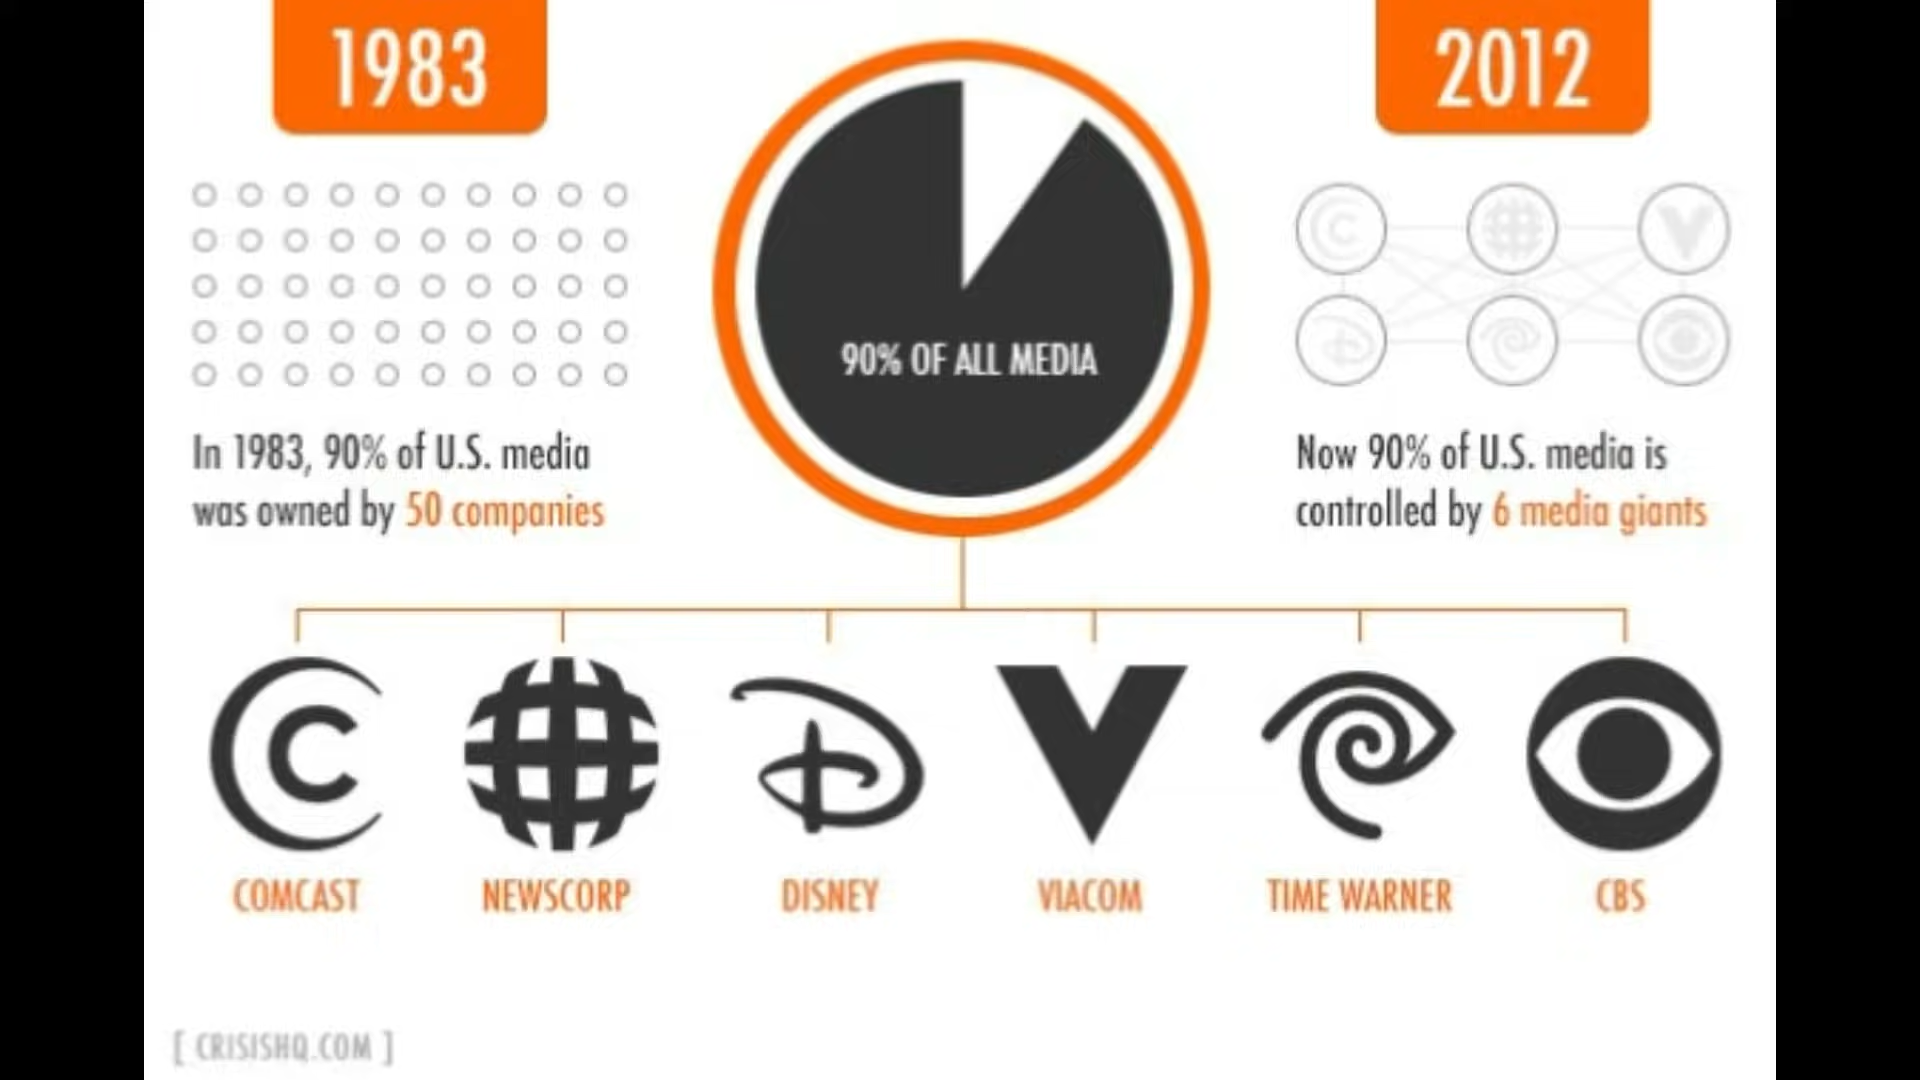 1983
2012
90% OF ALL MEDIA
In 1983, 90% of U.S. media
was owned by 50 companies
Now 90% of U.S. media is
controlled by 6 media giants
COMCAST
NEWSCORP
DISNEY
VIACOM
TIME WARNER
CBS
[ CRISISHQ.COM ]